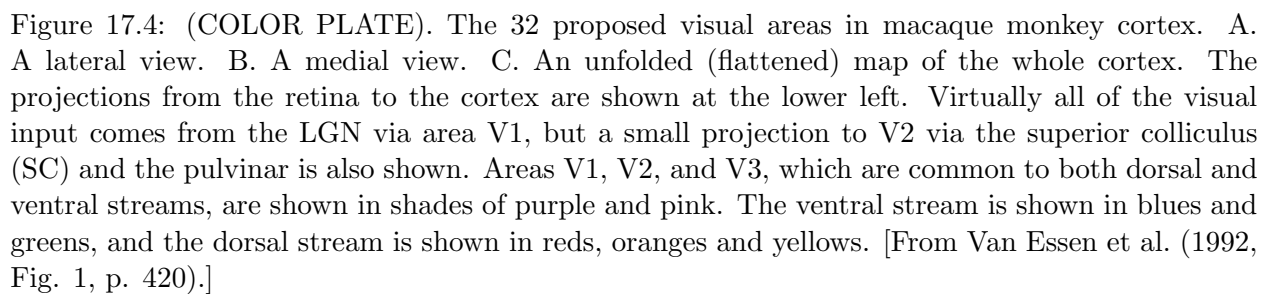 Figure 17.4: (COLOR PLATE). The 32 proposed visual areas in macaque monkey cortex. A.
A lateral view. B. A medial view. C. An unfolded (flattened) map of the whole cortex. The
projections from the retina to the cortex are shown at the lower left. Virtually all of the visual
input comes from the LGN via area V1, but a small projection to V2 via the superior colliculus
(SC) and the pulvinar is also shown. Areas V1, V2, and V3, which are common to both dorsal and
ventral streams, are shown in shades of purple and pink. The ventral stream is shown in blues and
greens, and the dorsal stream is shown in reds, oranges and yellows. [From Van Essen et al. (1992,
Fig. 1, p. 420).]